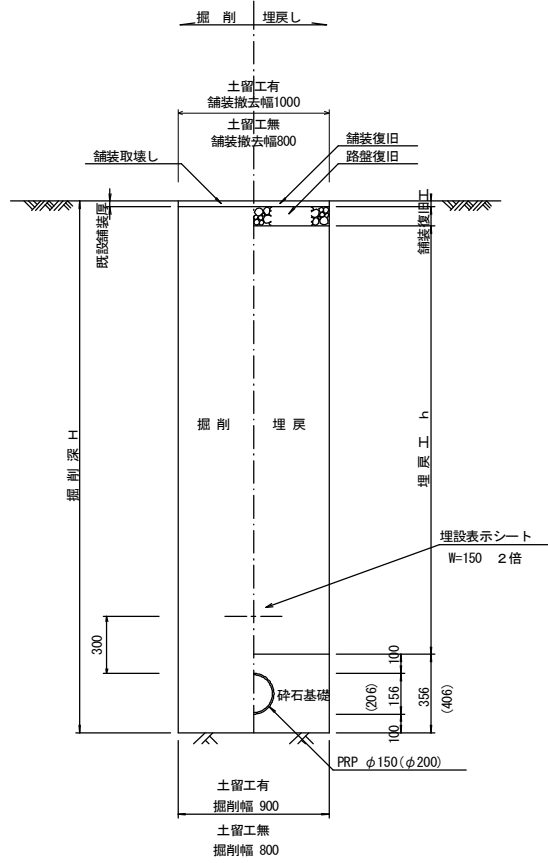 掘 削
埋戻し
土留工有
舗装撤去幅1000
土留工無
舗装撤去幅800
舗装取壊し
舗装復旧
路盤復旧
既設舗装厚
舗装復旧工
掘 削
埋 戻
掘 削 深 H
埋 戻 工 h
埋設表示シート
W=150 2倍
300
100
砕石基礎
(206)
156
356
(406)
100
PRP φ150(φ200)
土留工有
掘削幅 900
土留工無
掘削幅 800